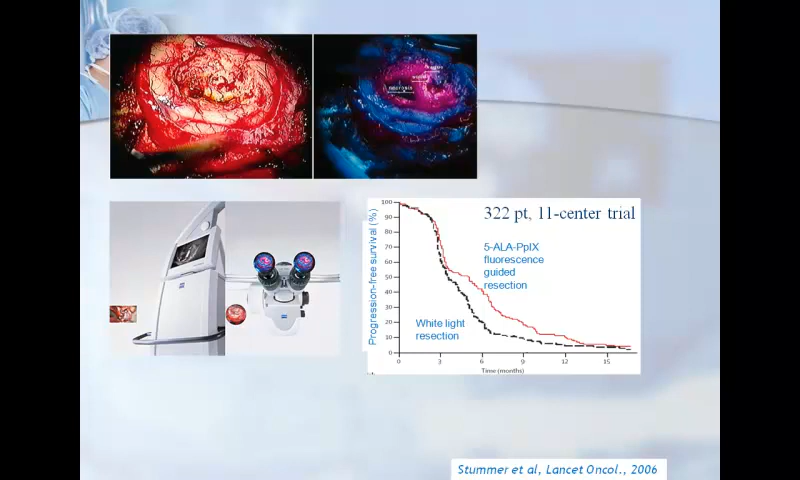 322 pt, 11-center trial
5-ALA-PpIX
fluorescence
guided
resection
White light
resection
Progression-free survival (%)
100
90
80
70
60
50
40
30
20
10
0
0
3
6
9
12
15
Time (months)
Stummer et al, Lancet Oncol., 2006